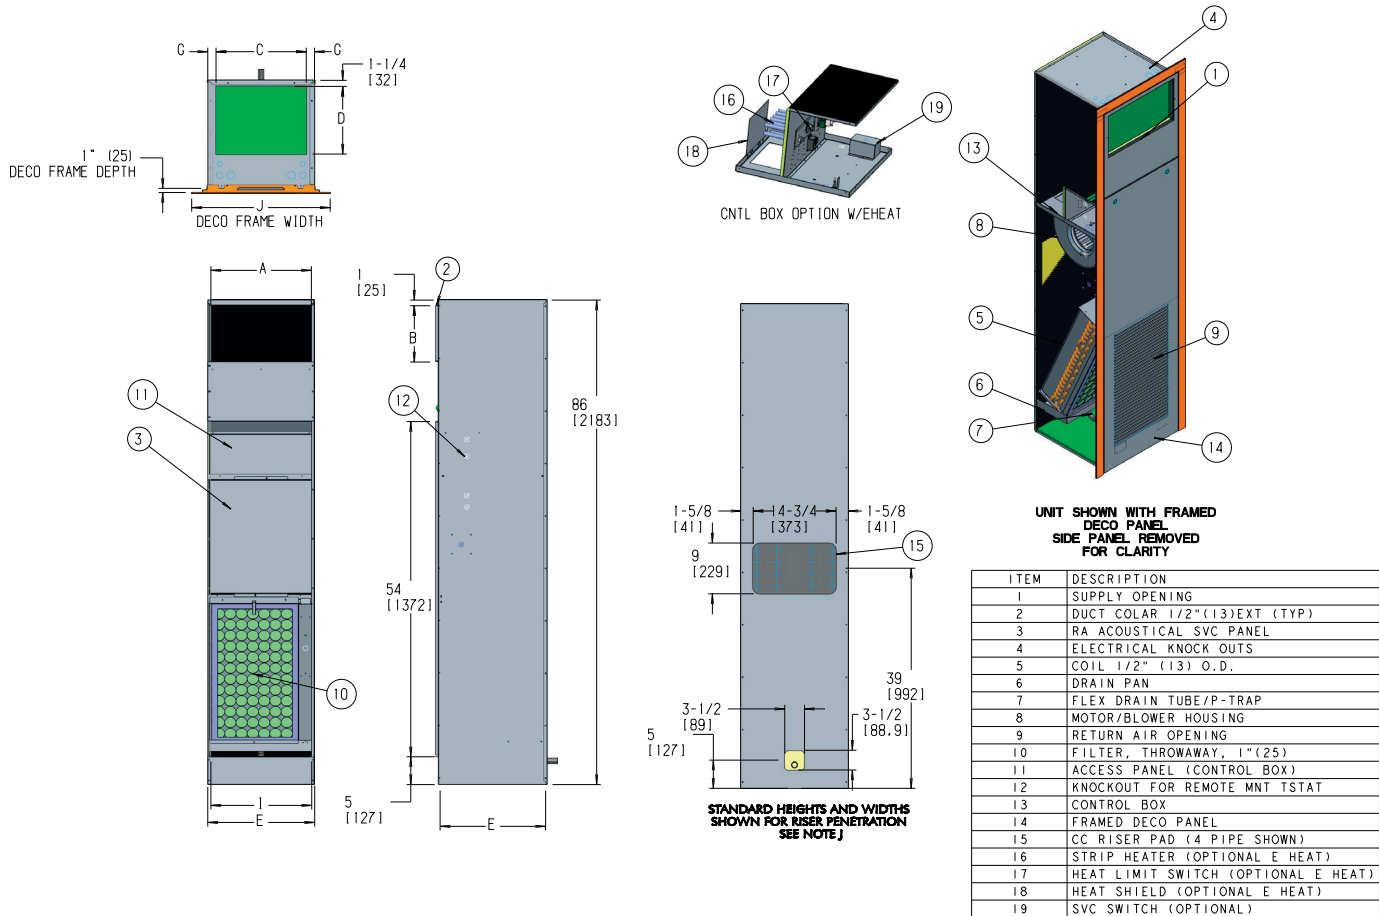 G C G
1-1/4
[32]
D
1" (25)
DECO FRAME DEPTH
J
DECO FRAME WIDTH
4
1
17
16
19
18
CNTL BOX OPTION W/EHEAT
13
8
5
9
6
7
14
UNIT SHOWN WITH FRAMED
DECO PANEL
SIDE PANEL REMOVED
FOR CLARITY
A
1
[25]
2
B
11
3
12
86
[2183]
54
[1372]
10
5
[127]
I
E
E
1-5/8
[41]
14-3/4
[373]
1-5/8
[41]
9
[229]
15
39
[992]
3-1/2
[89]
3-1/2
[88.9]
5
[127]
STANDARD HEIGHTS AND WIDTHS
SHOWN FOR RISER PENETRATION
SEE NOTE J
ITEM DESCRIPTION
1 SUPPLY OPENING
2 DUCT COLAR 1/2"(13)EXT (TYP)
3 RA ACOUSTICAL SVC PANEL
4 ELECTRICAL KNOCK OUTS
5 COIL 1/2" (13) O.D.
6 DRAIN PAN
7 FLEX DRAIN TUBE/P-TRAP
8 MOTOR/BLOWER HOUSING
9 RETURN AIR OPENING
10 FILTER, THROWAWAY, 1"(25)
11 ACCESS PANEL (CONTROL BOX)
12 KNOCKOUT FOR REMOTE MNT TSTAT
13 CONTROL BOX
14 FRAMED DECO PANEL
15 CC RISER PAD (4 PIPE SHOWN)
16 STRIP HEATER (OPTIONAL E HEAT)
17 HEAT LIMIT SWITCH (OPTIONAL E HEAT)
18 HEAT SHIELD (OPTIONAL E HEAT)
19 SVC SWITCH (OPTIONAL)